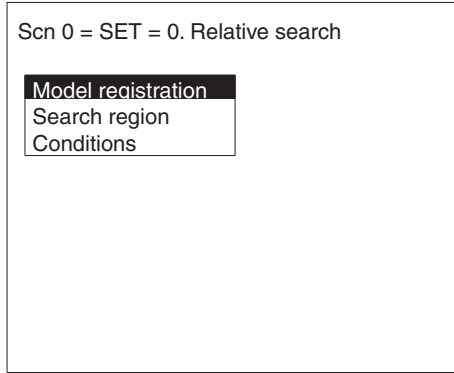 Scn 0 = SET = 0. Relative search
Model registration
Search region
Conditions